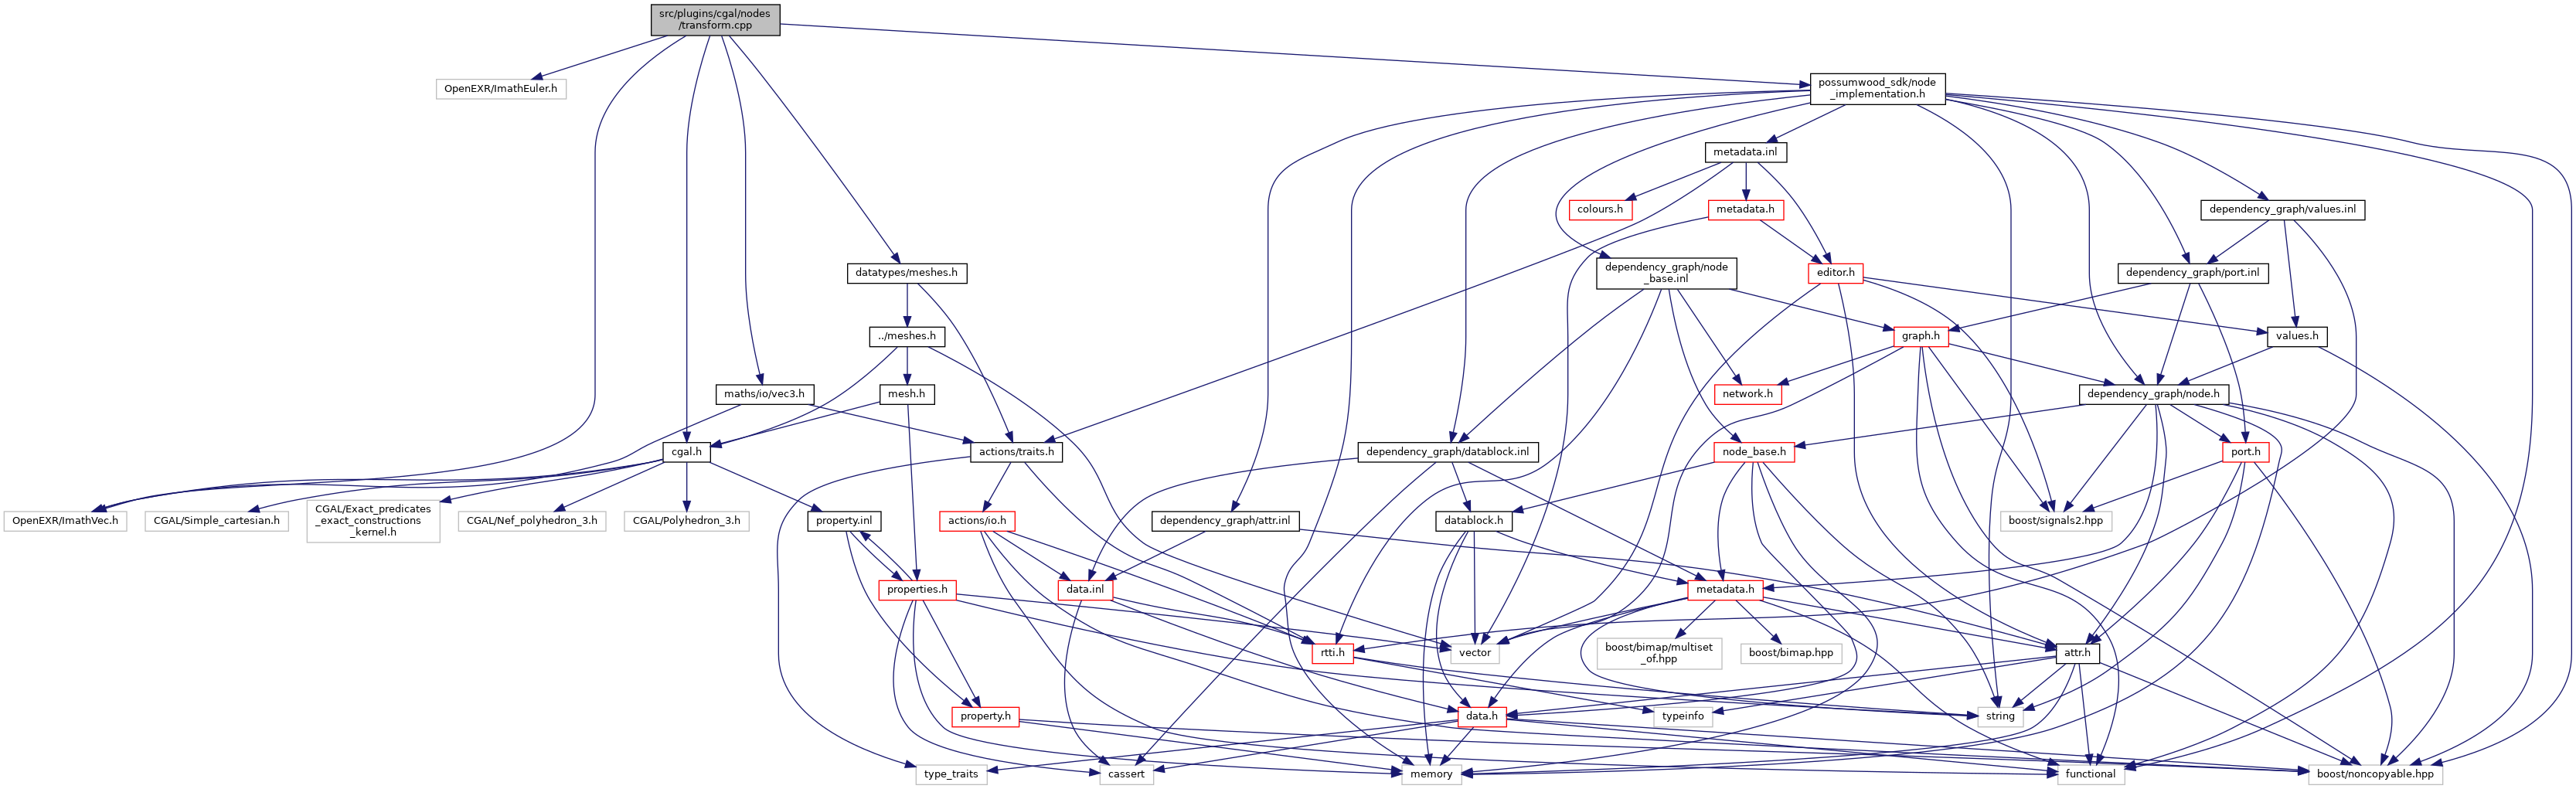 src/plugins/cgal/nodes
/transform.cpp
OpenEXR/ImathEuler.h
possumwood_sdk/node
_implementation.h
metadata.inl
colours.h
metadata.h
dependency_graph/values.inl
datatypes/meshes.h
dependency_graph/node
_base.inl
editor.h
dependency_graph/port.inl
../meshes.h
graph.h
values.h
maths/io/vec3.h
mesh.h
network.h
dependency_graph/node.h
cgal.h
actions/traits.h
dependency_graph/datablock.inl
node_base.h
port.h
OpenEXR/ImathVec.h
CGAL/Simple_cartesian.h
CGAL/Exact_predicates
_exact_constructions
_kernel.h
CGAL/Nef_polyhedron_3.h
CGAL/Polyhedron_3.h
property.inl
actions/io.h
dependency_graph/attr.inl
datablock.h
boost/signals2.hpp
properties.h
data.inl
metadata.h
rtti.h
vector
boost/bimap/multiset
_of.hpp
boost/bimap.hpp
attr.h
property.h
data.h
typeinfo
string
type_traits
cassert
memory
functional
boost/noncopyable.hpp